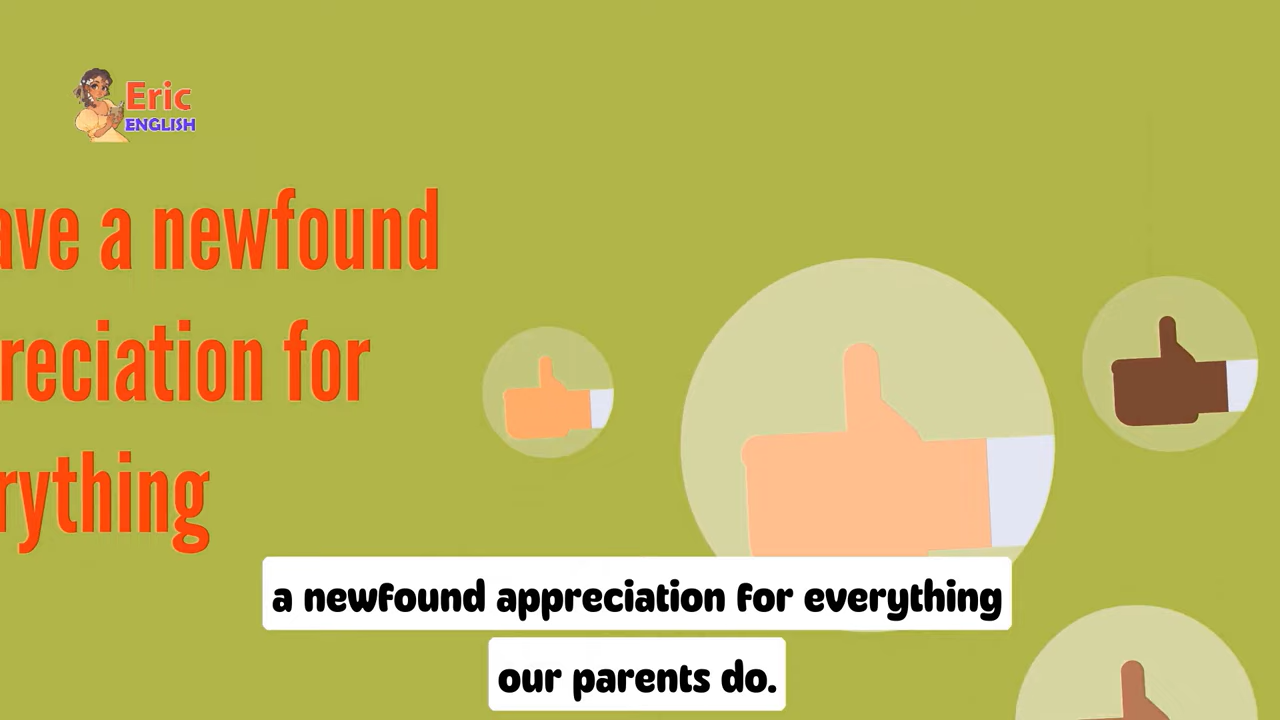 Eric
ENGLISH
ave a newfound
reciation for
rything
a newfound appreciation for everything
our parents do.